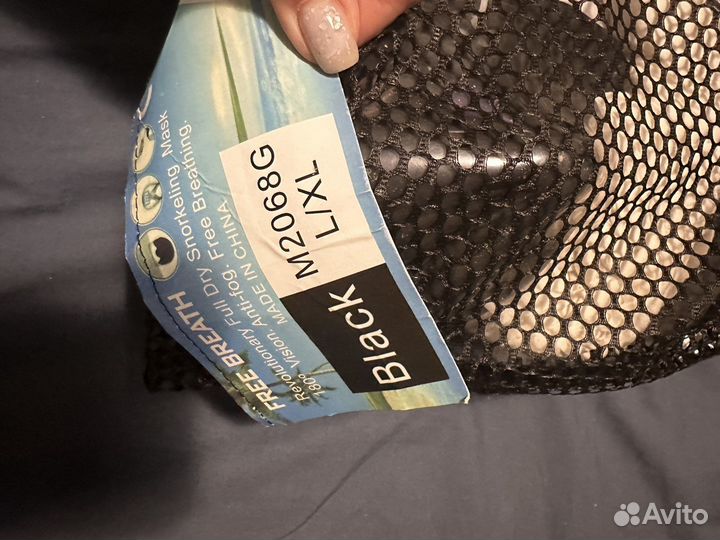 FREE BREATH
Revolutionary Full Dry Snorkeling Mask
80° Vision. Anti-fog. Free Breathing.
MADE IN CHINA
M2068G
L/XL
Black
Avito